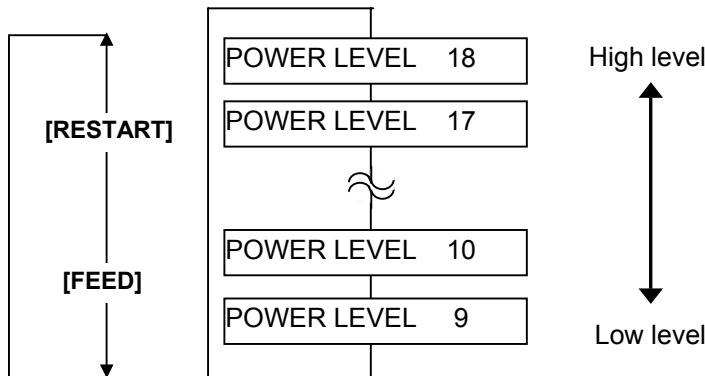 POWER LEVEL 18
High level
POWER LEVEL 17
[RESTART]
POWER LEVEL 10
[FEED]
POWER LEVEL 9
Low level